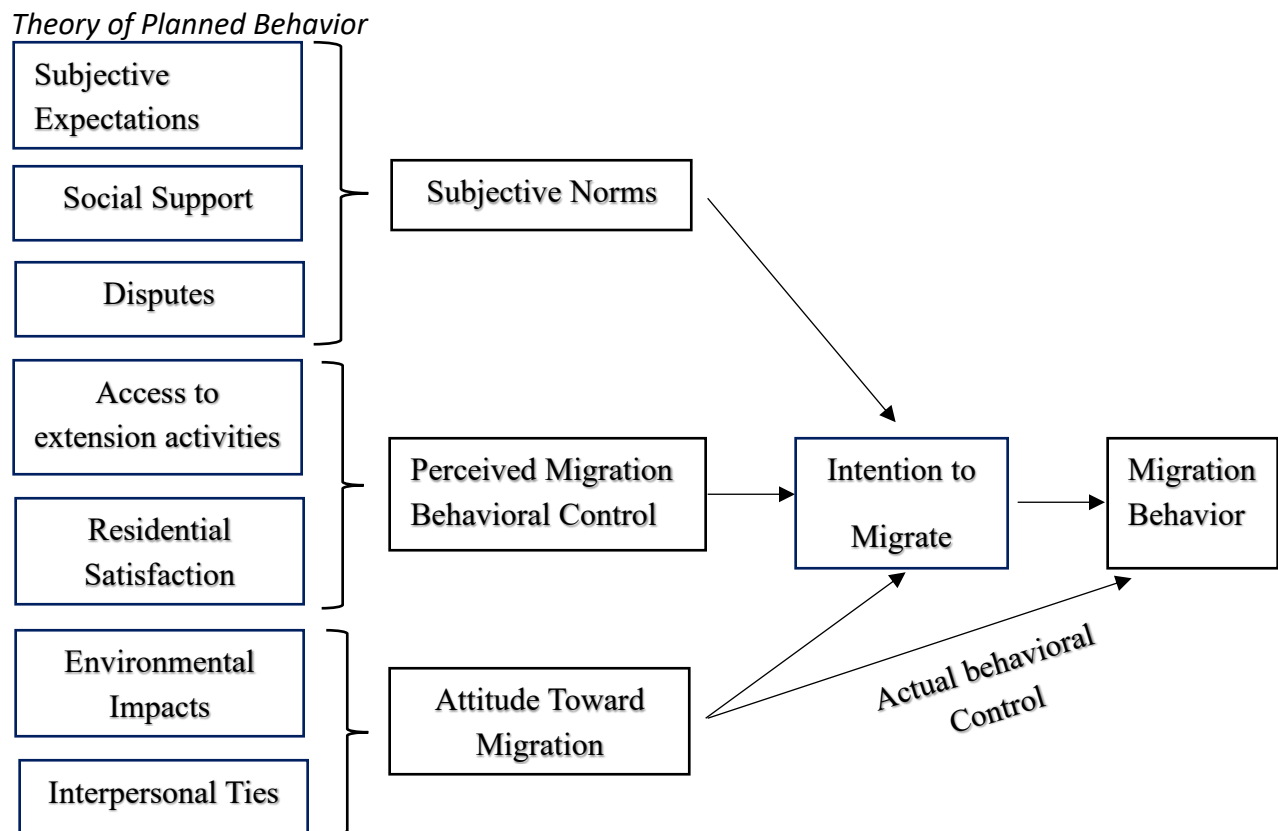 Theory of Planned Behavior
Subjective
Expectations
Social Support
Disputes
Subjective Norms
Access to
extension activities
Residential
Satisfaction
Perceived Migration
Behavioral Control
Environmental
Impacts
Interpersonal Ties
Attitude Toward
Migration
Intention to
Migrate
Migration
Behavior
Actual behavioral
Control